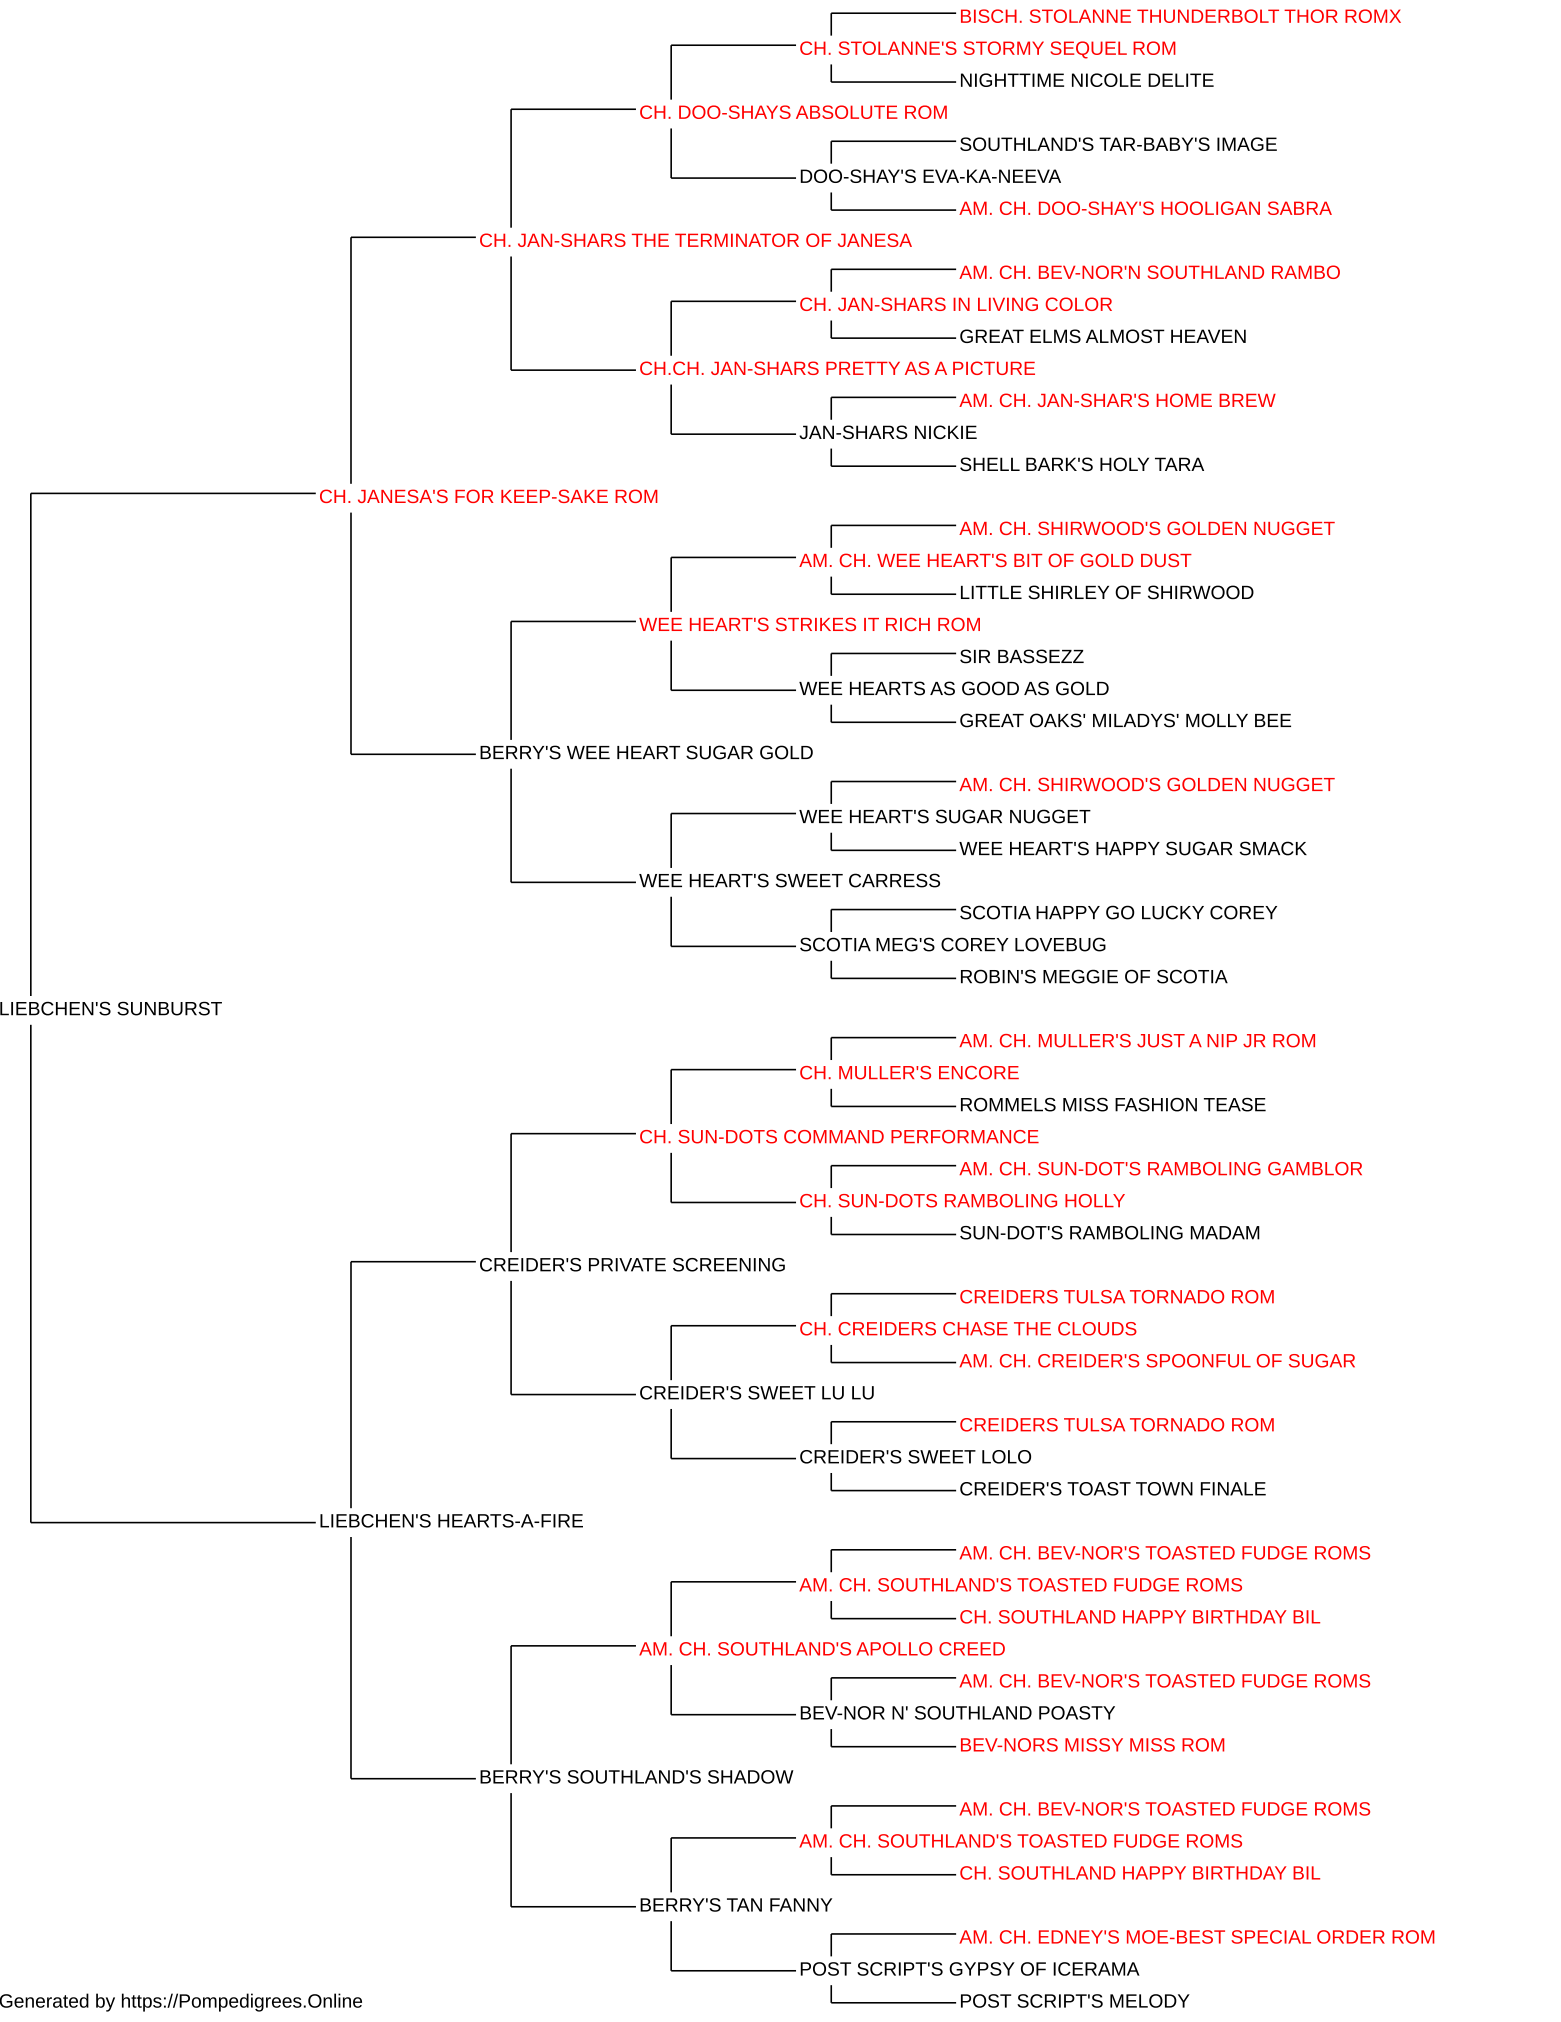 BISCH. STOLANNE THUNDERBOLT THOR ROMX
CH. STOLANNE'S STORMY SEQUEL ROM
NIGHTTIME NICOLE DELITE
CH. DOO-SHAYS ABSOLUTE ROM
SOUTHLAND'S TAR-BABY'S IMAGE
DOO-SHAY'S EVA-KA-NEEVA
AM. CH. DOO-SHAY'S HOOLIGAN SABRA
CH. JAN-SHARS THE TERMINATOR OF JANESA
AM. CH. BEV-NOR'N SOUTHLAND RAMBO
CH. JAN-SHARS IN LIVING COLOR
GREAT ELMS ALMOST HEAVEN
CH.CH. JAN-SHARS PRETTY AS A PICTURE
AM. CH. JAN-SHAR'S HOME BREW
JAN-SHARS NICKIE
SHELL BARK'S HOLY TARA
CH. JANESA'S FOR KEEP-SAKE ROM
AM. CH. SHIRWOOD'S GOLDEN NUGGET
AM. CH. WEE HEART'S BIT OF GOLD DUST
LITTLE SHIRLEY OF SHIRWOOD
WEE HEART'S STRIKES IT RICH ROM
SIR BASSEZZ
WEE HEARTS AS GOOD AS GOLD
GREAT OAKS' MILADYS' MOLLY BEE
BERRY'S WEE HEART SUGAR GOLD
AM. CH. SHIRWOOD'S GOLDEN NUGGET
WEE HEART'S SUGAR NUGGET
WEE HEART'S HAPPY SUGAR SMACK
WEE HEART'S SWEET CARRESS
SCOTIA HAPPY GO LUCKY COREY
SCOTIA MEG'S COREY LOVEBUG
ROBIN'S MEGGIE OF SCOTIA
LIEBCHEN'S SUNBURST
AM. CH. MULLER'S JUST A NIP JR ROM
CH. MULLER'S ENCORE
ROMMELS MISS FASHION TEASE
CH. SUN-DOTS COMMAND PERFORMANCE
AM. CH. SUN-DOT'S RAMBOLING GAMBLOR
CH. SUN-DOTS RAMBOLING HOLLY
SUN-DOT'S RAMBOLING MADAM
CREIDER'S PRIVATE SCREENING
CREIDERS TULSA TORNADO ROM
CH. CREIDERS CHASE THE CLOUDS
AM. CH. CREIDER'S SPOONFUL OF SUGAR
CREIDER'S SWEET LU LU
CREIDERS TULSA TORNADO ROM
CREIDER'S SWEET LOLO
CREIDER'S TOAST TOWN FINALE
LIEBCHEN'S HEARTS-A-FIRE
AM. CH. BEV-NOR'S TOASTED FUDGE ROMS
AM. CH. SOUTHLAND'S TOASTED FUDGE ROMS
CH. SOUTHLAND HAPPY BIRTHDAY BIL
AM. CH. SOUTHLAND'S APOLLO CREED
AM. CH. BEV-NOR'S TOASTED FUDGE ROMS
BEV-NOR N' SOUTHLAND POASTY
BEV-NORS MISSY MISS ROM
BERRY'S SOUTHLAND'S SHADOW
AM. CH. BEV-NOR'S TOASTED FUDGE ROMS
AM. CH. SOUTHLAND'S TOASTED FUDGE ROMS
CH. SOUTHLAND HAPPY BIRTHDAY BIL
BERRY'S TAN FANNY
AM. CH. EDNEY'S MOE-BEST SPECIAL ORDER ROM
POST SCRIPT'S GYPSY OF ICERAMA
POST SCRIPT'S MELODY
Generated by https://Pompedigrees.Online